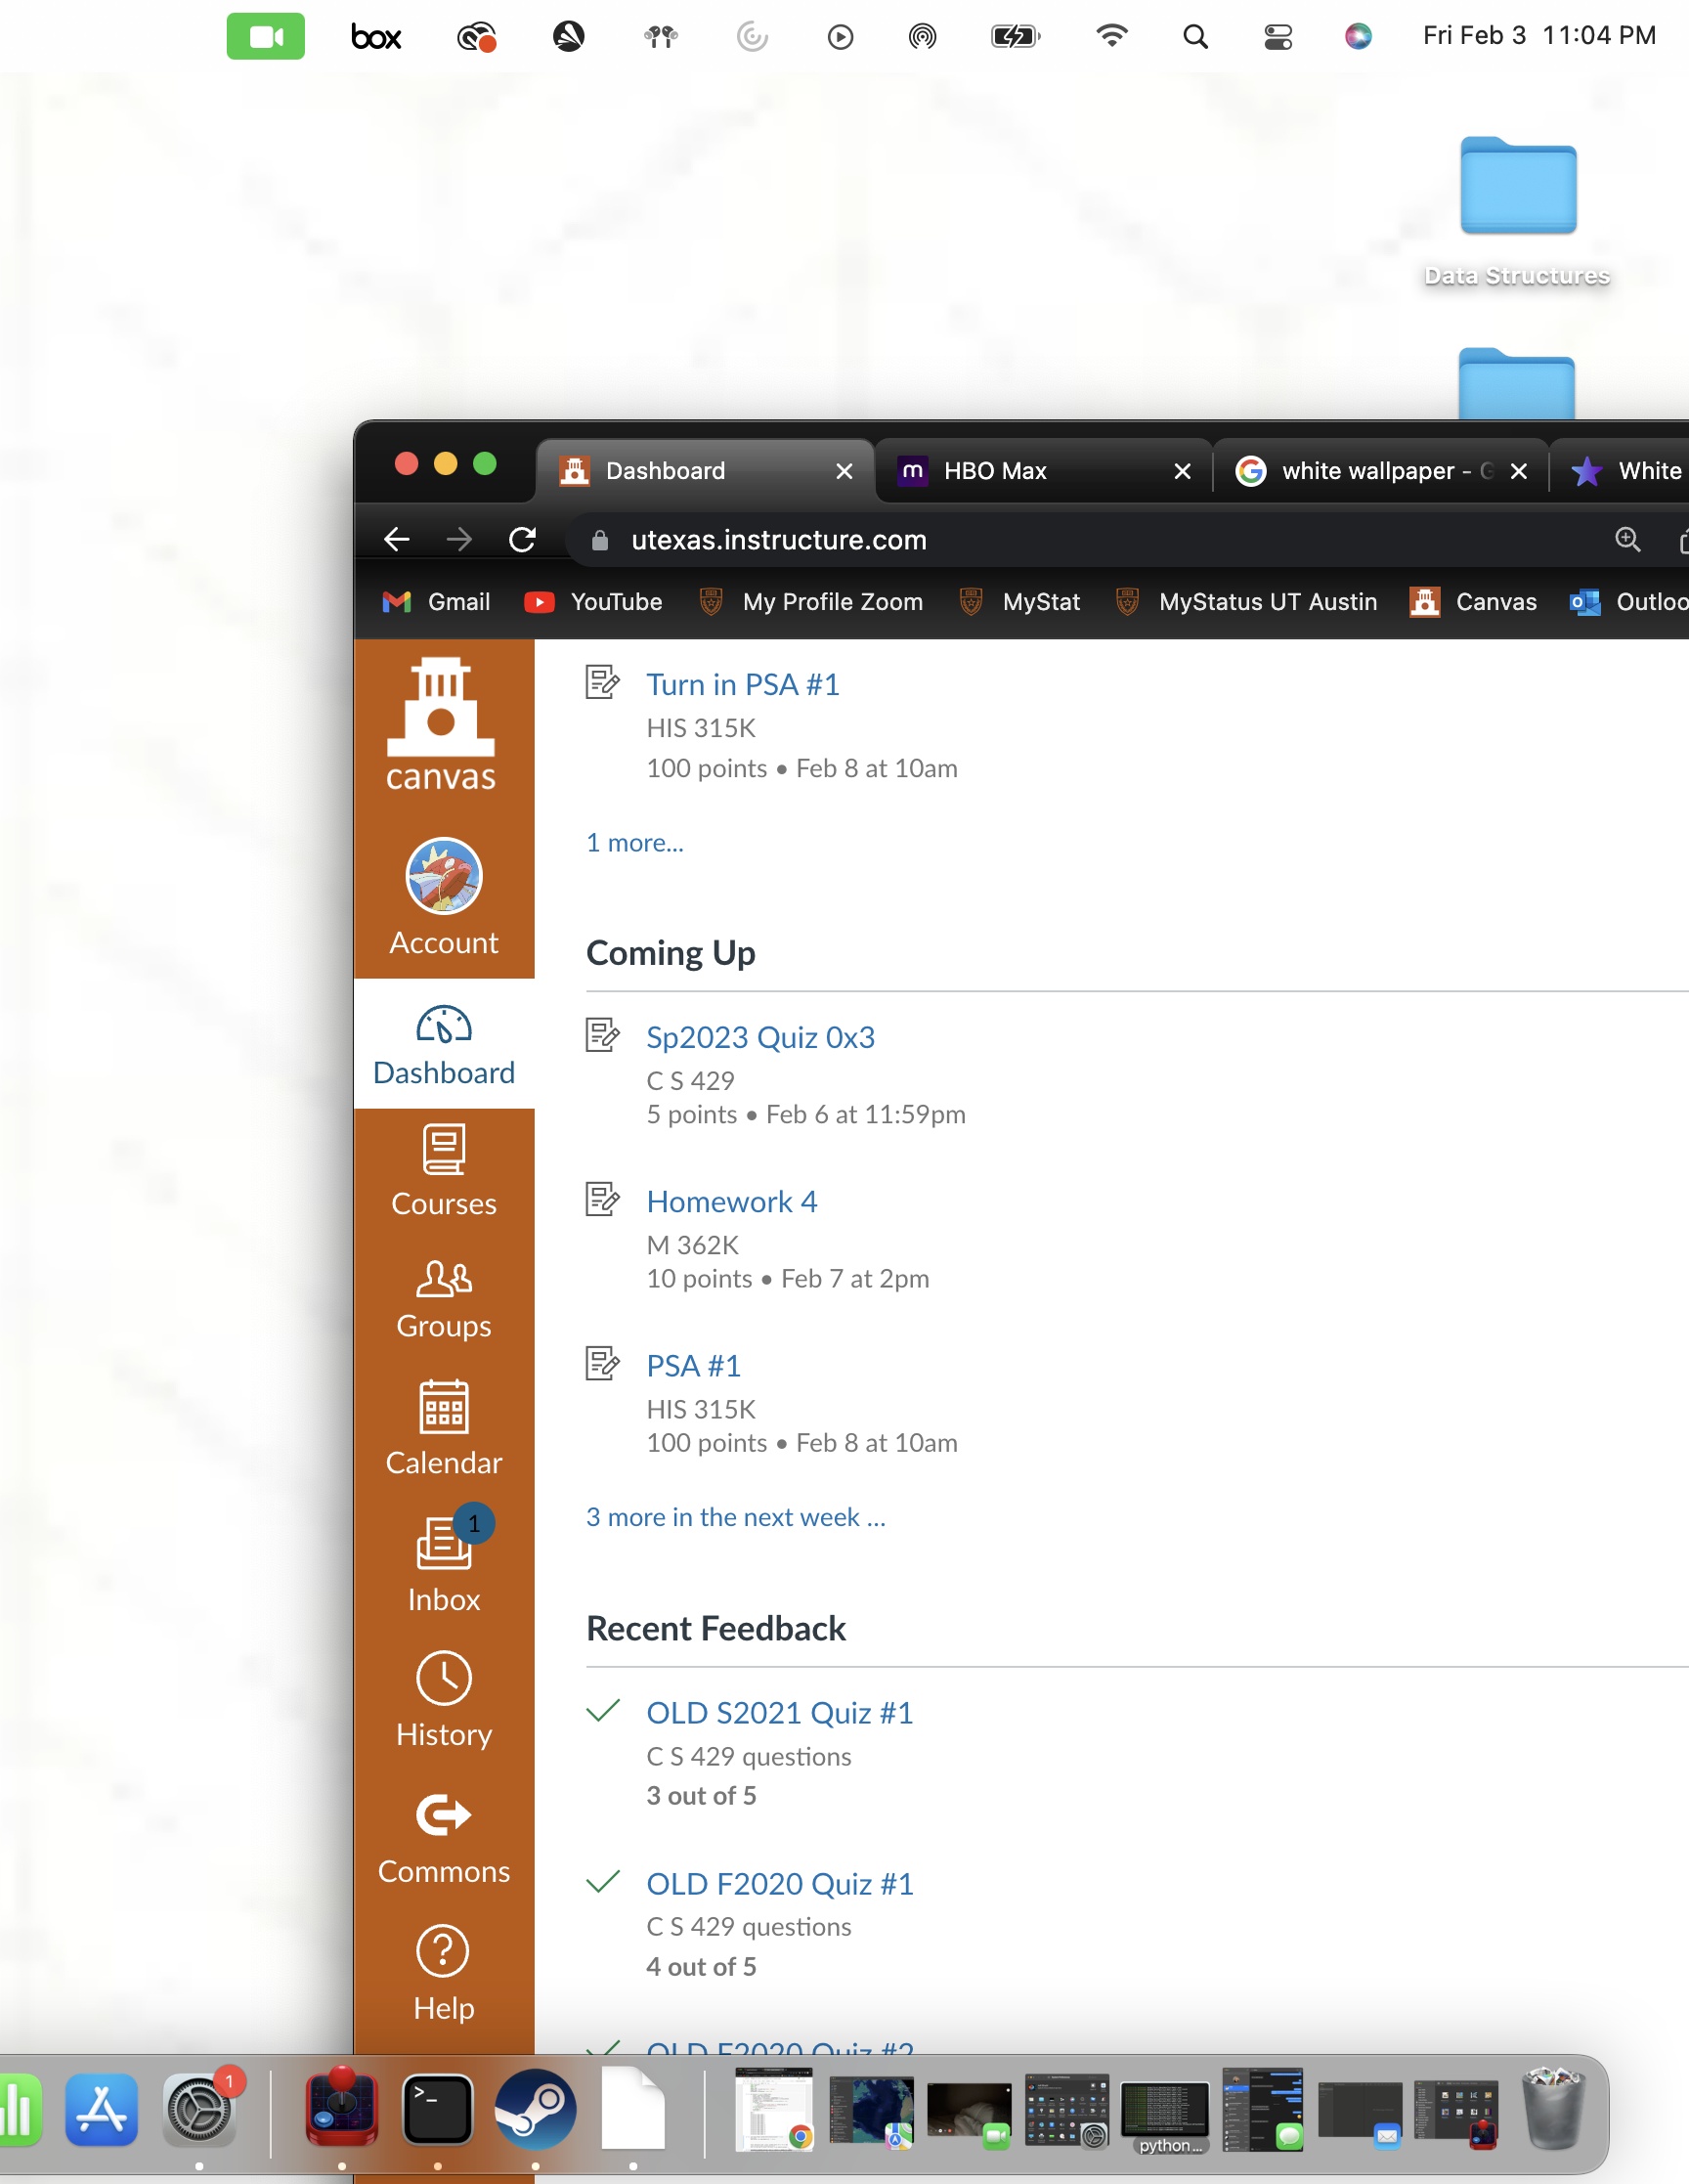 box
Fri Feb 3 11:04 PM
Data Structures
Dashboard
HBO Max
white wallpaper - G
White
utexas.instructure.com
Gmail
YouTube
My Profile Zoom
MyStat
MyStatus UT Austin
Canvas
Outloo
canvas
Account
Dashboard
Courses
Groups
Calendar
1
Inbox
History
Commons
Help
Turn in PSA #1
HIS 315K
100 points • Feb 8 at 10am
1 more...
Coming Up
Sp2023 Quiz 0x3
C S 429
5 points • Feb 6 at 11:59pm
Homework 4
M 362K
10 points • Feb 7 at 2pm
PSA #1
HIS 315K
100 points • Feb 8 at 10am
3 more in the next week ...
Recent Feedback
OLD S2021 Quiz #1
C S 429 questions
3 out of 5
OLD F2020 Quiz #1
C S 429 questions
4 out of 5
OLD F2020 Quiz #2
1
python...